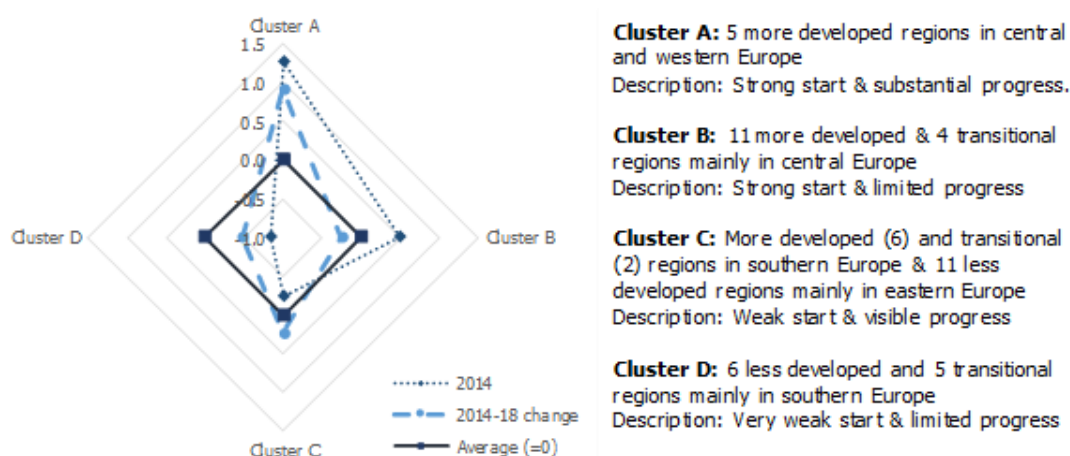 Cluster A
1.5
1.0
0.5
0.0
-0.5
-1.0
Cluster D
Cluster B
Cluster C
2014
2014-18 change
Average (=0)
Cluster A: 5 more developed regions in central
and western Europe
Description: Strong start & substantial progress.
Cluster B: 11 more developed & 4 transitional
regions mainly in central Europe
Description: Strong start & limited progress
Cluster C: More developed (6) and transitional
(2) regions in southern Europe & 11 less
developed regions mainly in eastern Europe
Description: Weak start & visible progress
Cluster D: 6 less developed and 5 transitional
regions mainly in southern Europe
Description: Very weak start & limited progress